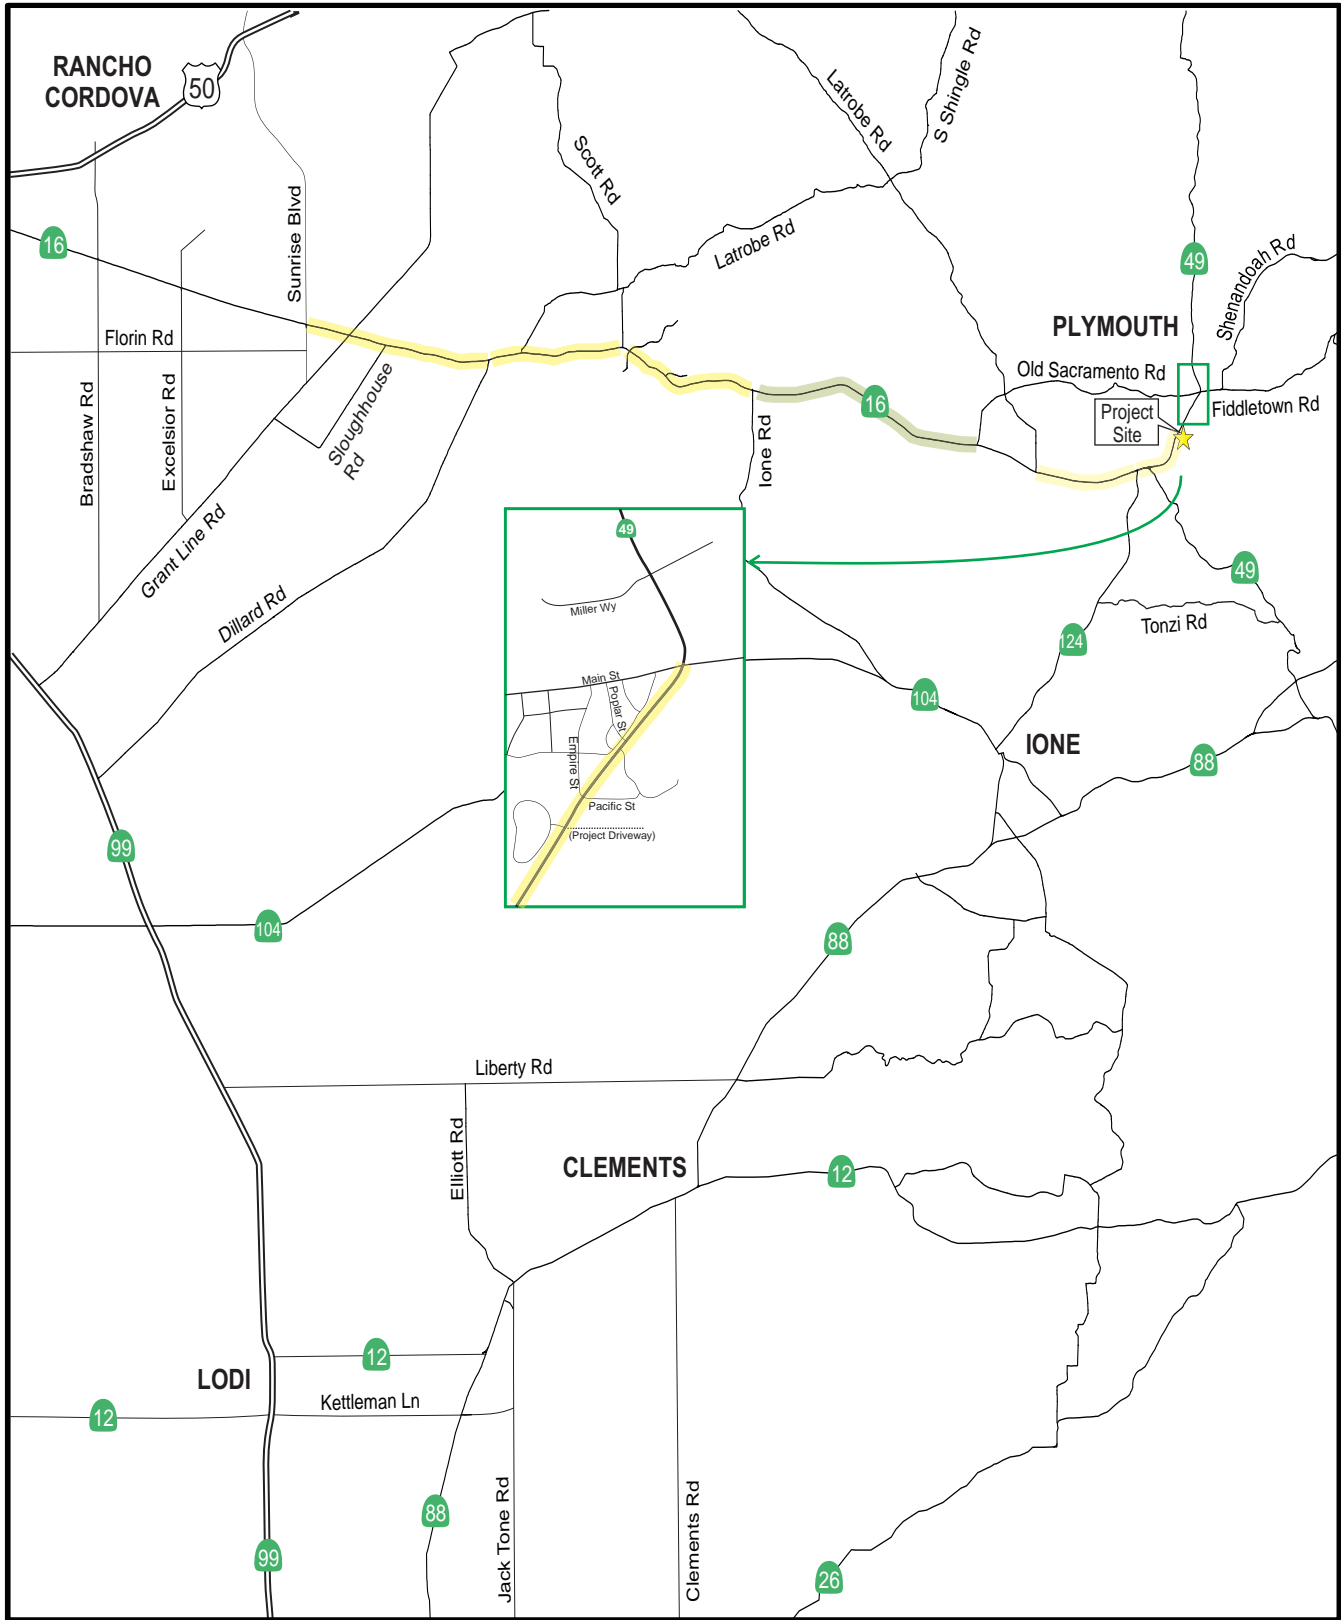 RANCHO
CORDOVA
50
16
Sunrise Blvd
Scott Rd
Latrobe Rd
S Shingle Rd
Latrobe Rd
49
Shenandoah Rd
PLYMOUTH
Florin Rd
Old Sacramento Rd
Fiddletown Rd
Project
Site
16
Bradshaw Rd
Excelsior Rd
Sloughhouse
Rd
Ione Rd
Grant Line Rd
Dillard Rd
49
Miller Wy
49
Tonzi Rd
124
Main St
Poplar St
Empire St
Pacific St
(Project Driveway)
104
IONE
88
99
104
88
Liberty Rd
Elliott Rd
CLEMENTS
12
12
LODI
Kettleman Ln
12
88
Jack Tone Rd
Clements Rd
99
26